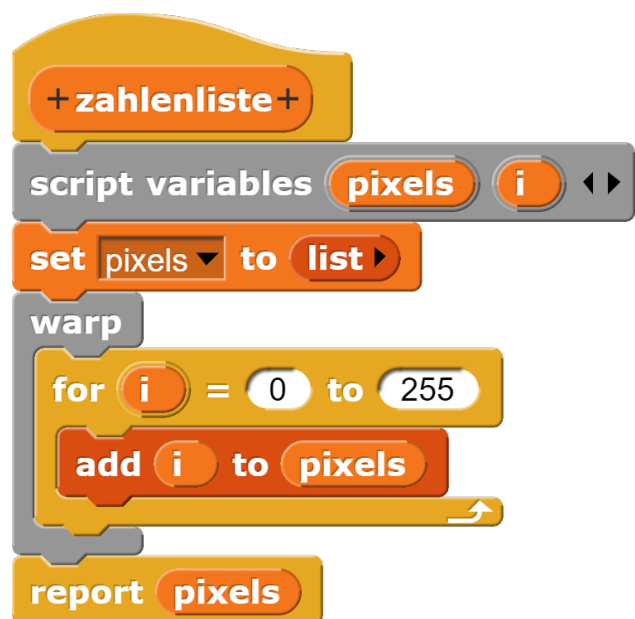 +zahlenliste+
script variables pixels i
set pixels to list
warp
for i = 0 to 255
add i to pixels
report pixels